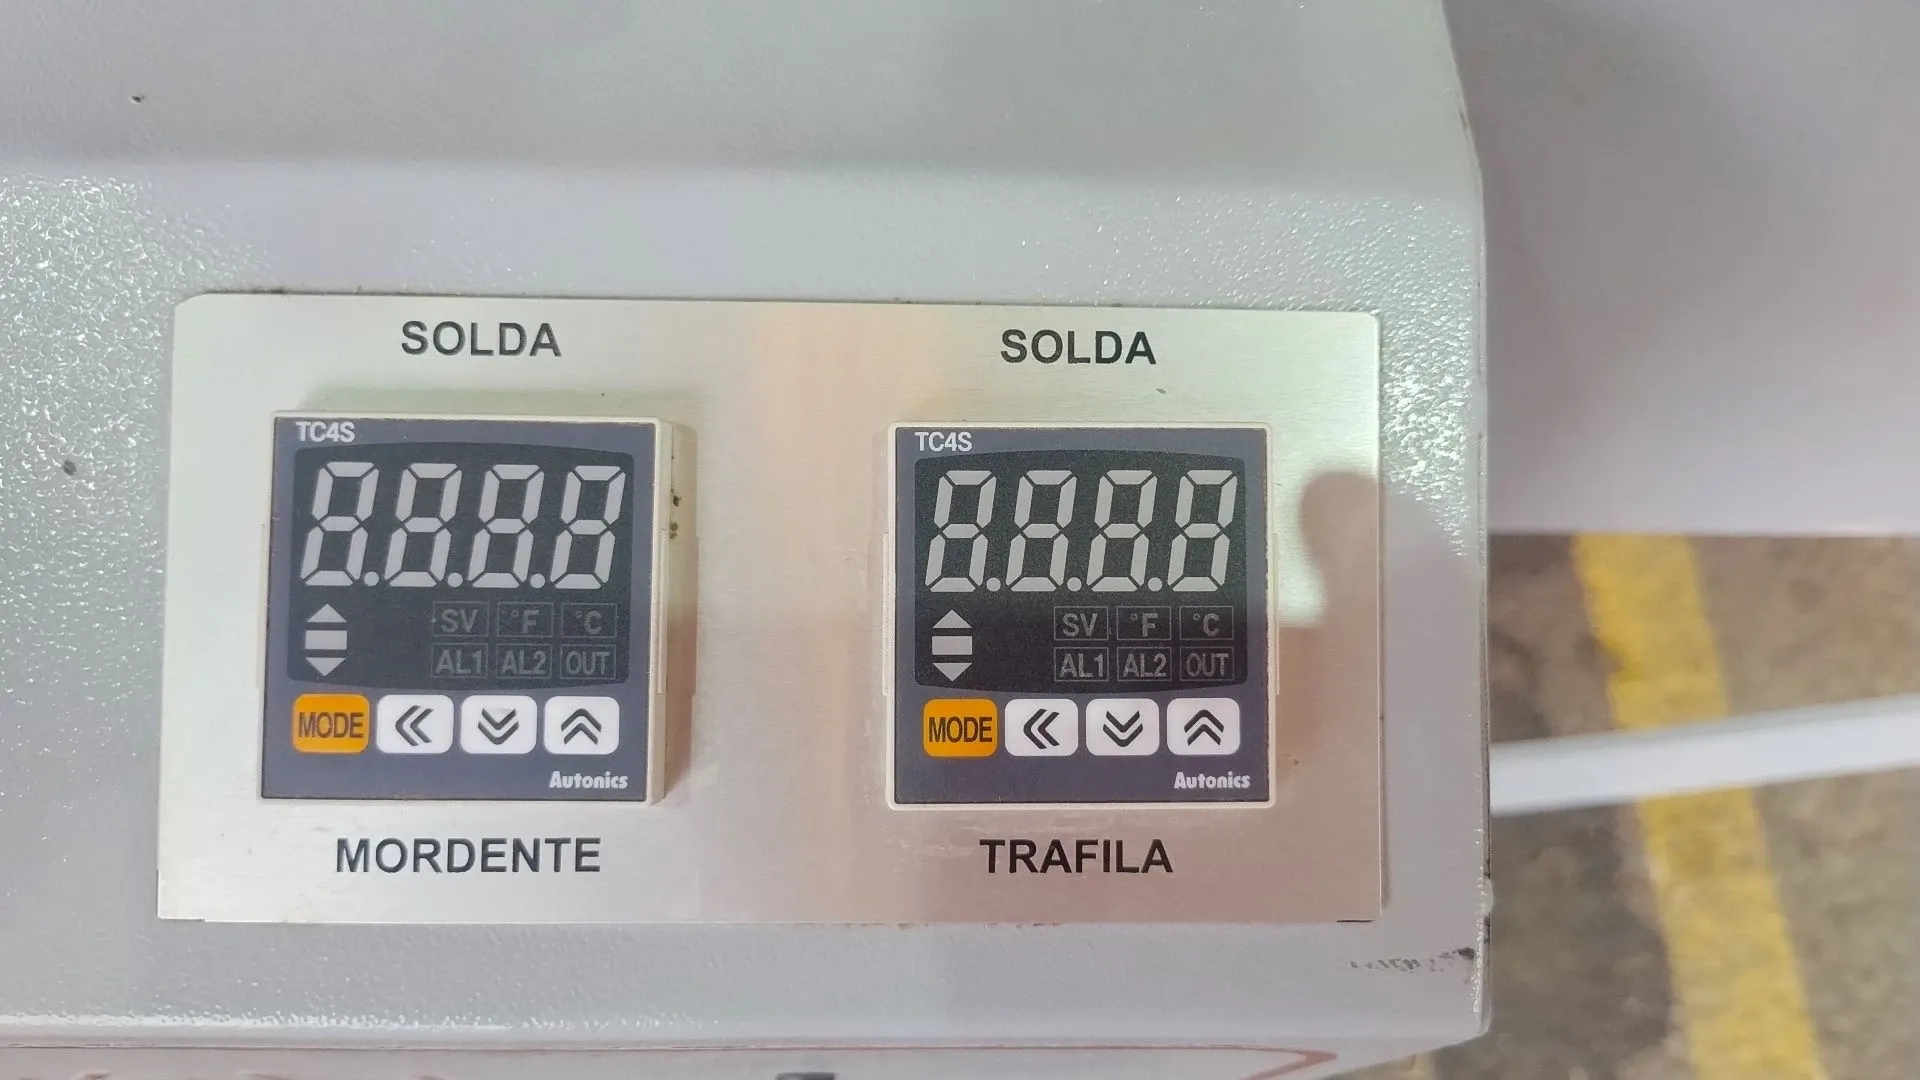 SOLDA
TC4S
8.8.8.8
SV °F °C
AL1 AL2 OUT
MODE
Autonics
MORDENTE
SOLDA
TC4S
8.8.8.8
SV °F °C
AL1 AL2 OUT
MODE
Autonics
TRAFILA